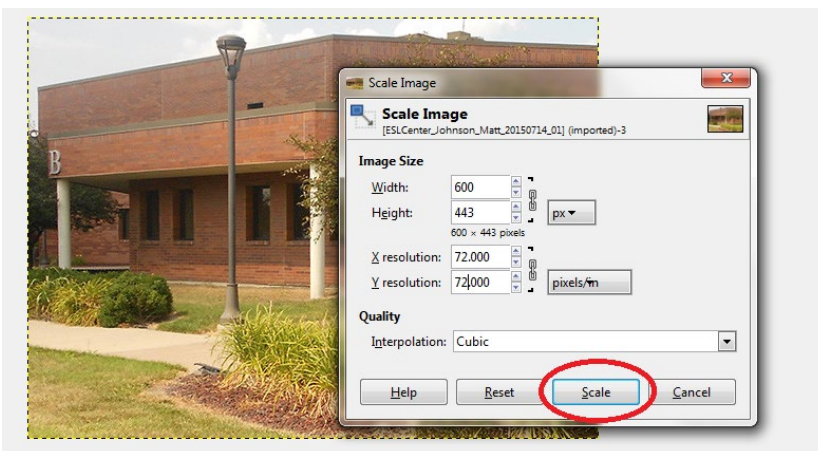 B
Scale Image
Scale Image
[ESLCenter_Johnson_Matt_20150714_01] (imported)-3
Image Size
Width: 600
Height: 443 px
600 × 443 pixels
X resolution: 72.000
Y resolution: 72.000 pixels/in
Quality
Interpolation: Cubic
Help Reset Scale Cancel